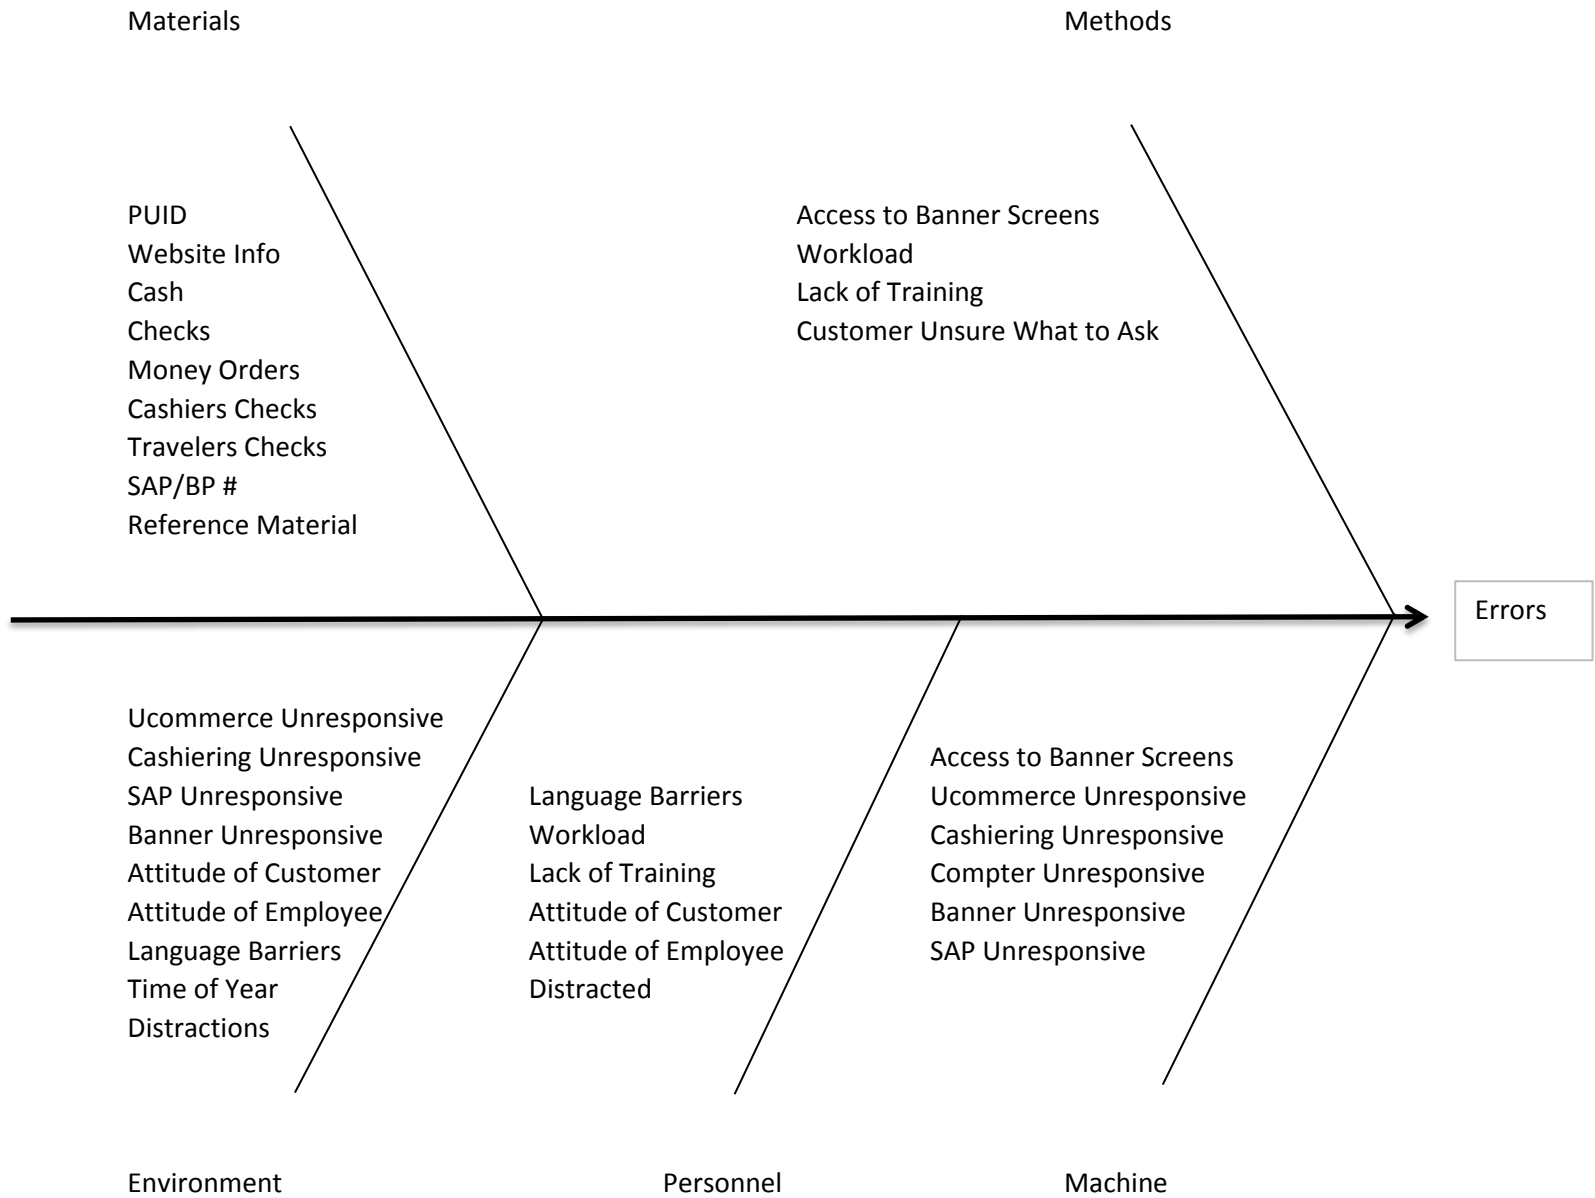 Materials
Methods
PUID
Website Info
Cash
Checks
Money Orders
Cashiers Checks
Travelers Checks
SAP/BP #
Reference Material
Access to Banner Screens
Workload
Lack of Training
Customer Unsure What to Ask
Errors
Ucommerce Unresponsive
Cashiering Unresponsive
SAP Unresponsive
Banner Unresponsive
Attitude of Customer
Attitude of Employee
Language Barriers
Time of Year
Distractions
Language Barriers
Workload
Lack of Training
Attitude of Customer
Attitude of Employee
Distracted
Access to Banner Screens
Ucommerce Unresponsive
Cashiering Unresponsive
Compter Unresponsive
Banner Unresponsive
SAP Unresponsive
Environment
Personnel
Machine